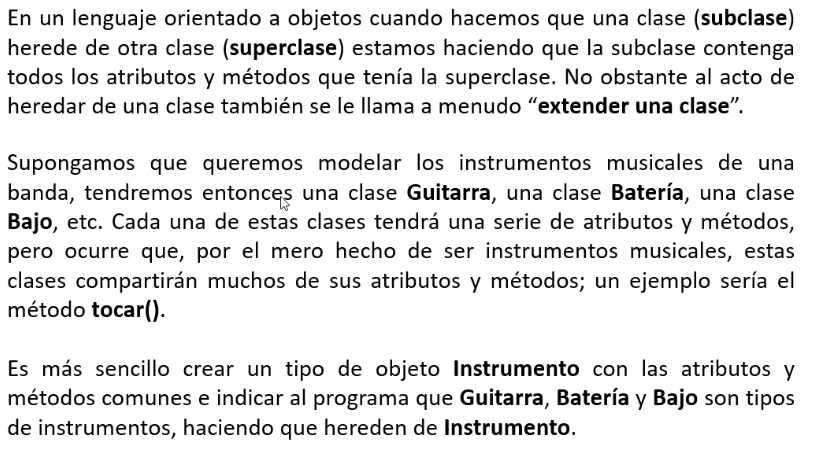 En un lenguaje orientado a objetos cuando hacemos que una clase (subclase)
herede de otra clase (superclase) estamos haciendo que la subclase contenga
todos los atributos y métodos que tenía la superclase. No obstante al acto de
heredar de una clase también se le llama a menudo “extender una clase”.
Supongamos que queremos modelar los instrumentos musicales de una
banda, tendremos entonces una clase Guitarra, una clase Batería, una clase
Bajo, etc. Cada una de estas clases tendrá una serie de atributos y métodos,
pero ocurre que, por el mero hecho de ser instrumentos musicales, estas
clases compartirán muchos de sus atributos y métodos; un ejemplo sería el
método tocar().
Es más sencillo crear un tipo de objeto Instrumento con las atributos y
métodos comunes e indicar al programa que Guitarra, Batería y Bajo son tipos
de instrumentos, haciendo que hereden de Instrumento.